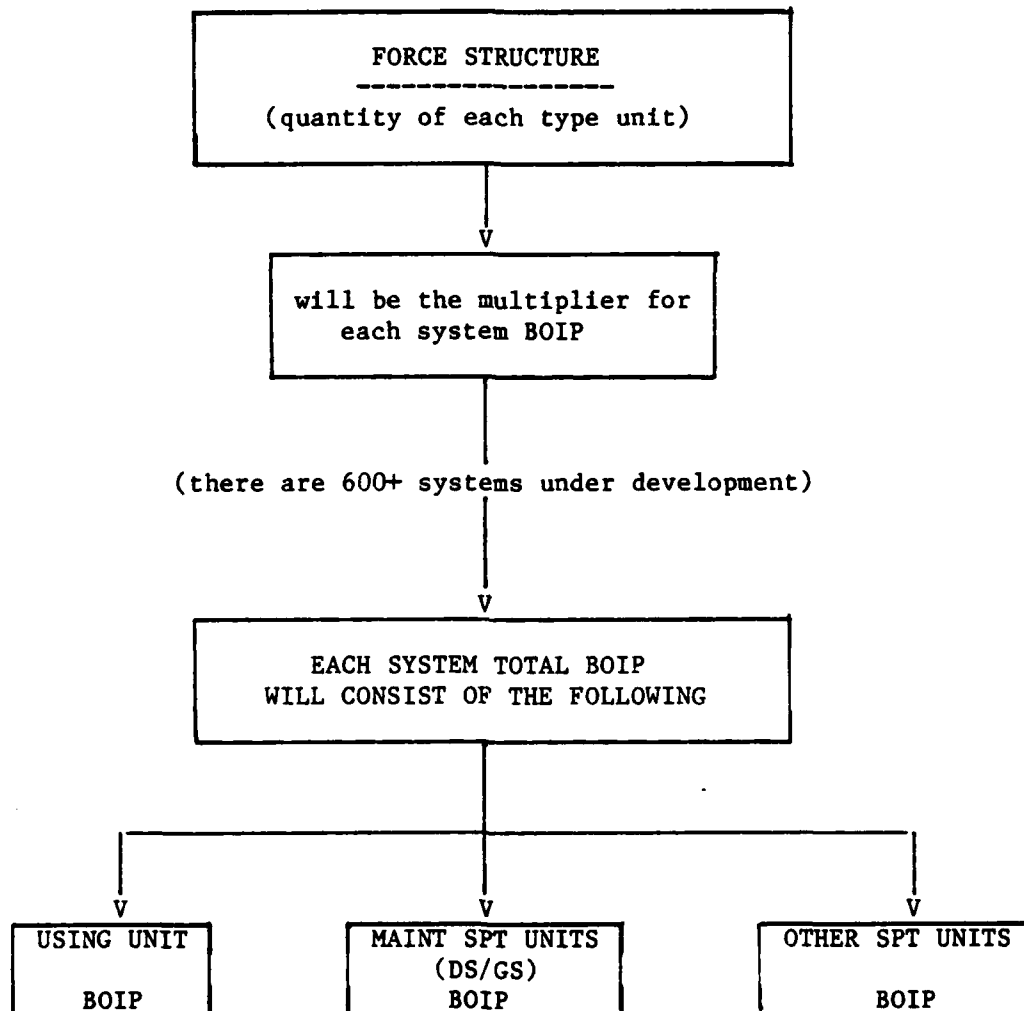 FORCE STRUCTURE
-----------------
(quantity of each type unit)
V
will be the multiplier for
each system BOIP
(there are 600+ systems under development)
V
EACH SYSTEM TOTAL BOIP
WILL CONSIST OF THE FOLLOWING
V V V
USING UNIT MAINT SPT UNITS OTHER SPT UNITS
(DS/GS)
BOIP BOIP BOIP